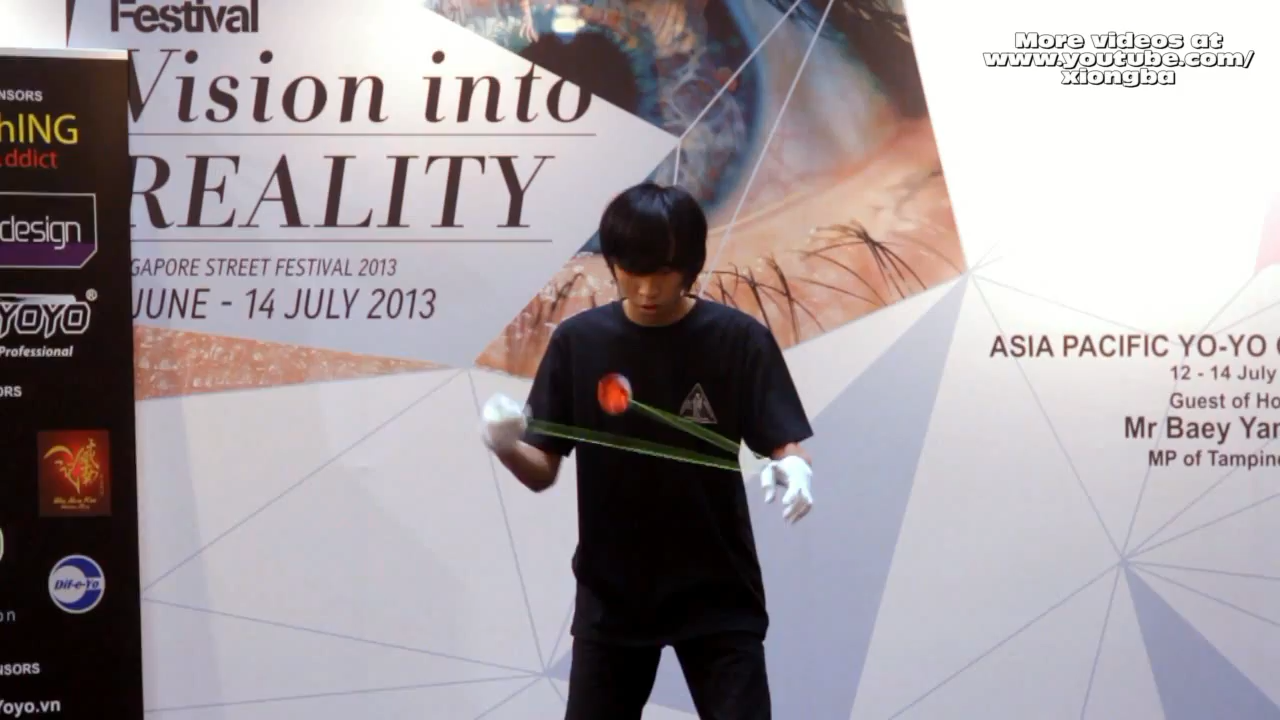 Festival
Vision into
REALITY
GAPORE STREET FESTIVAL 2013
JUNE - 14 JULY 2013
More videos at
www.youtube.com/
xiongba
ASIA PACIFIC YO-YO
12 - 14 July
Guest of Ho
Mr Baey Yam
MP of Tampine
NSORS
hING
.ddict
design
YOYO®
Professional
ORS
Dif-e-Yo
on
NSORS
Yoyo.vn